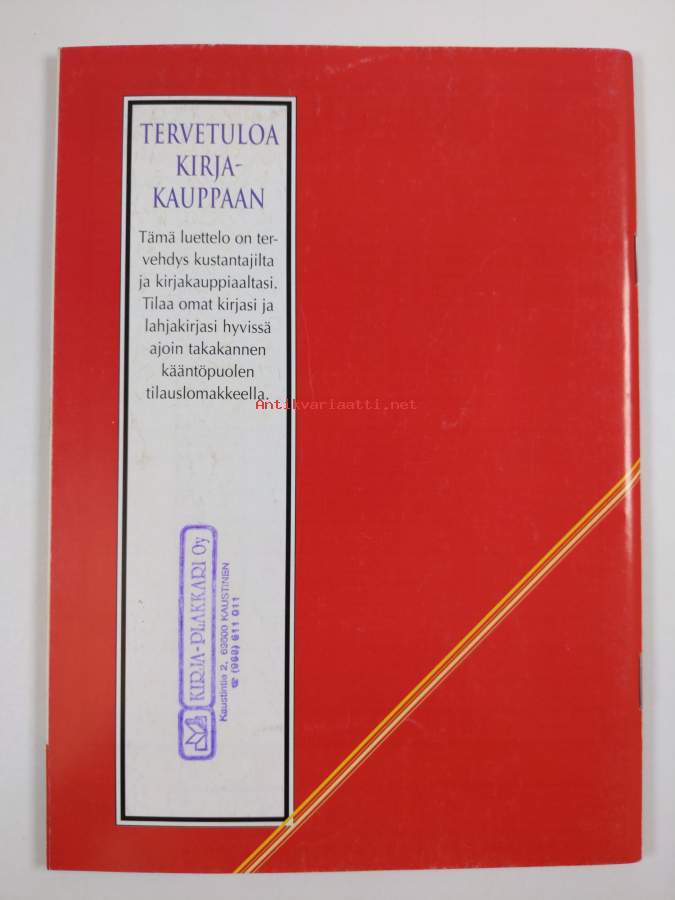 TERVETULOA
KIRJA-
KAUPPAAN
Tämä luettelo on ter-
vehdys kustantajilta
ja kirjakauppiaaltasi.
Tilaa omat kirjasi ja
lahjakirjasi hyvissä
ajoin takakannen
kääntöpuolen
tilauslomakkeella.
Antikvariaatti.net
KIRJA-PLAKKARI Oy
Kaustintie 2, 69600 KAUSTINEN
☎ (968) 611 011